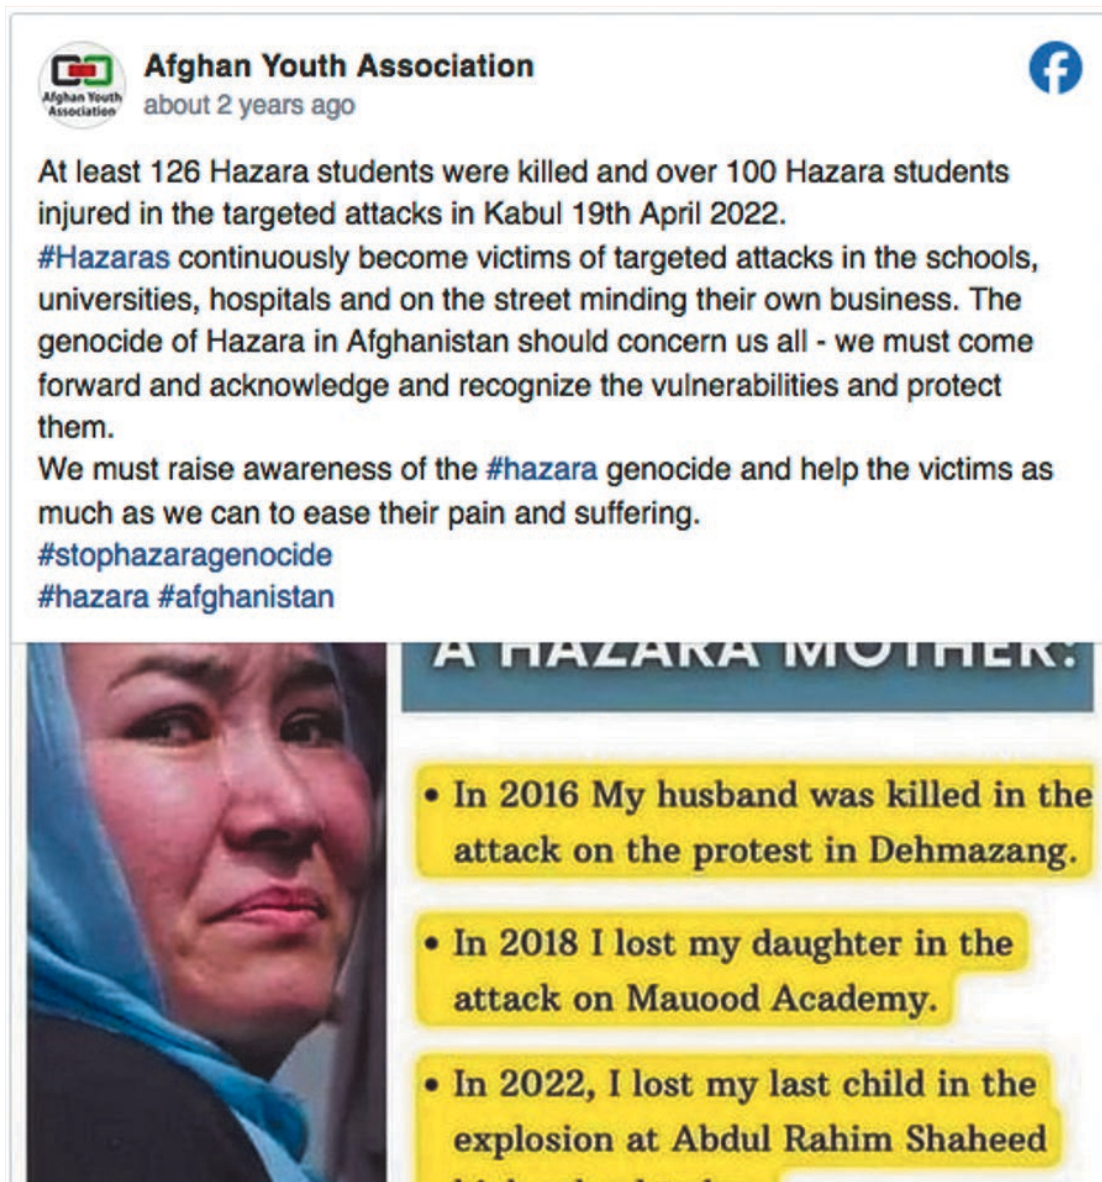 Afghan Youth Association
about 2 years ago
Afghan Youth
Association
At least 126 Hazara students were killed and over 100 Hazara students
injured in the targeted attacks in Kabul 19th April 2022.
#Hazaras continuously become victims of targeted attacks in the schools,
universities, hospitals and on the street minding their own business. The
genocide of Hazara in Afghanistan should concern us all - we must come
forward and acknowledge and recognize the vulnerabilities and protect
them.
We must raise awareness of the #hazara genocide and help the victims as
much as we can to ease their pain and suffering.
#stophazaragenocide
#hazara #afghanistan
A HAZARA MOTHER:
• In 2016 My husband was killed in the
attack on the protest in Dehmazang.
• In 2018 I lost my daughter in the
attack on Mauood Academy.
• In 2022, I lost my last child in the
explosion at Abdul Rahim Shaheed